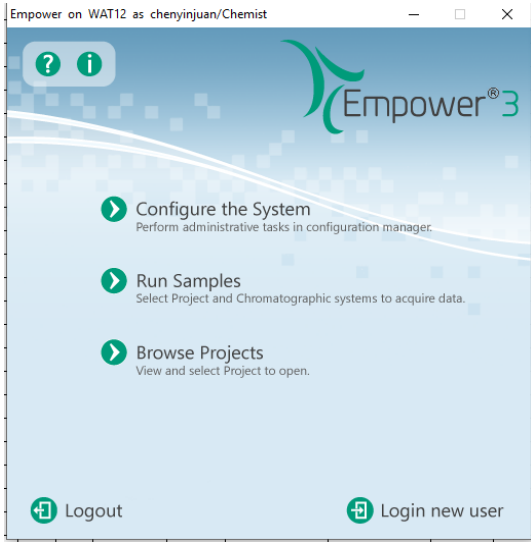 Empower on WAT12 as chenyinjuan/Chemist
? i
Empower®3
Configure the System
Perform administrative tasks in configuration manager.
Run Samples
Select Project and Chromatographic systems to acquire data.
Browse Projects
View and select Project to open.
Logout
Login new user